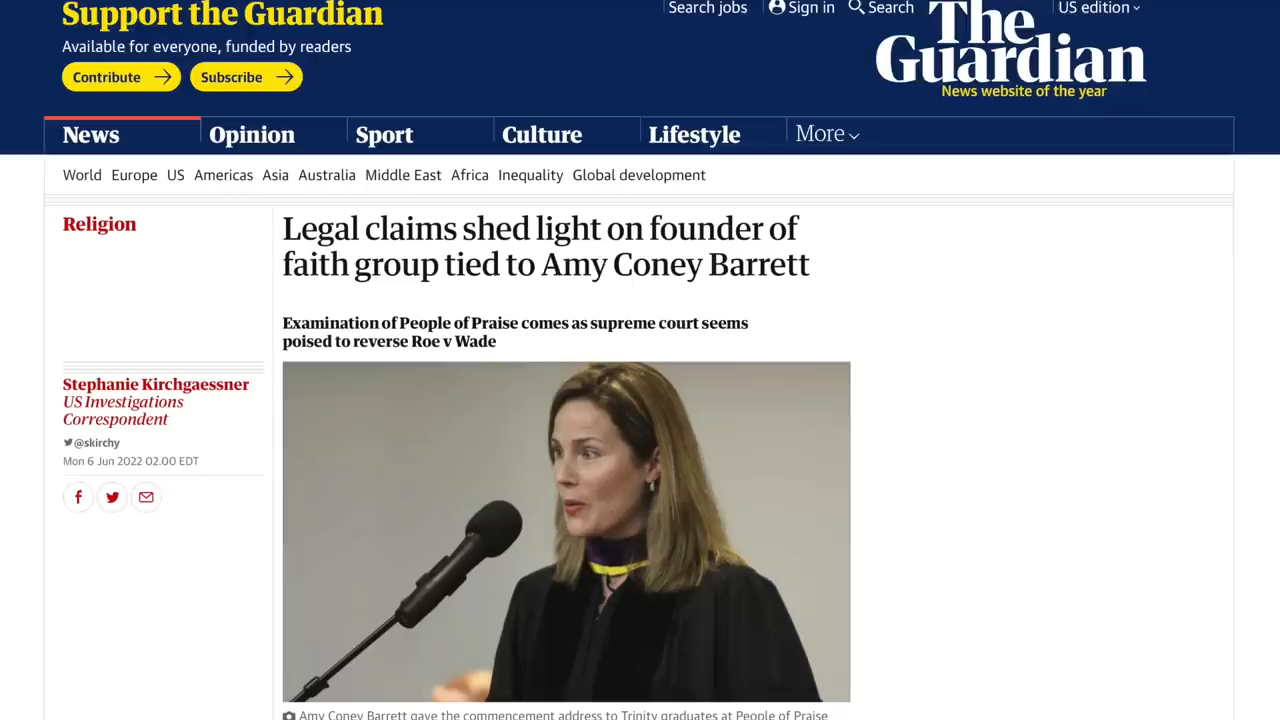 Support the Guardian
Available for everyone, funded by readers
Contribute
Subscribe
Search jobs
Sign in
Search
US edition
The
Guardian
News website of the year
News
Opinion
Sport
Culture
Lifestyle
More
World Europe US Americas Asia Australia Middle East Africa Inequality Global development
Religion
Legal claims shed light on founder of
faith group tied to Amy Coney Barrett
Examination of People of Praise comes as supreme court seems
poised to reverse Roe v Wade
Stephanie Kirchgaessner
US Investigations
Correspondent
@skirchy
Mon 6 Jun 2022 02.00 EDT
Amy Coney Barrett gave the commencement address to Trinity graduates at People of Praise